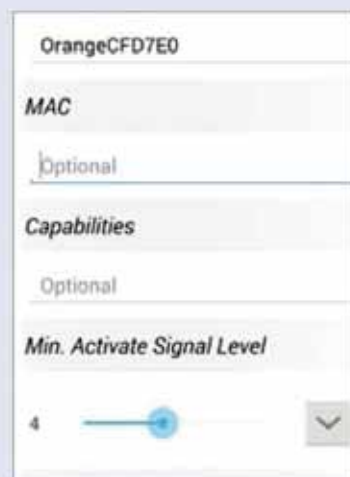 OrangeCFD7E0
MAC
Optional
Capabilities
Optional
Min. Activate Signal Level
4